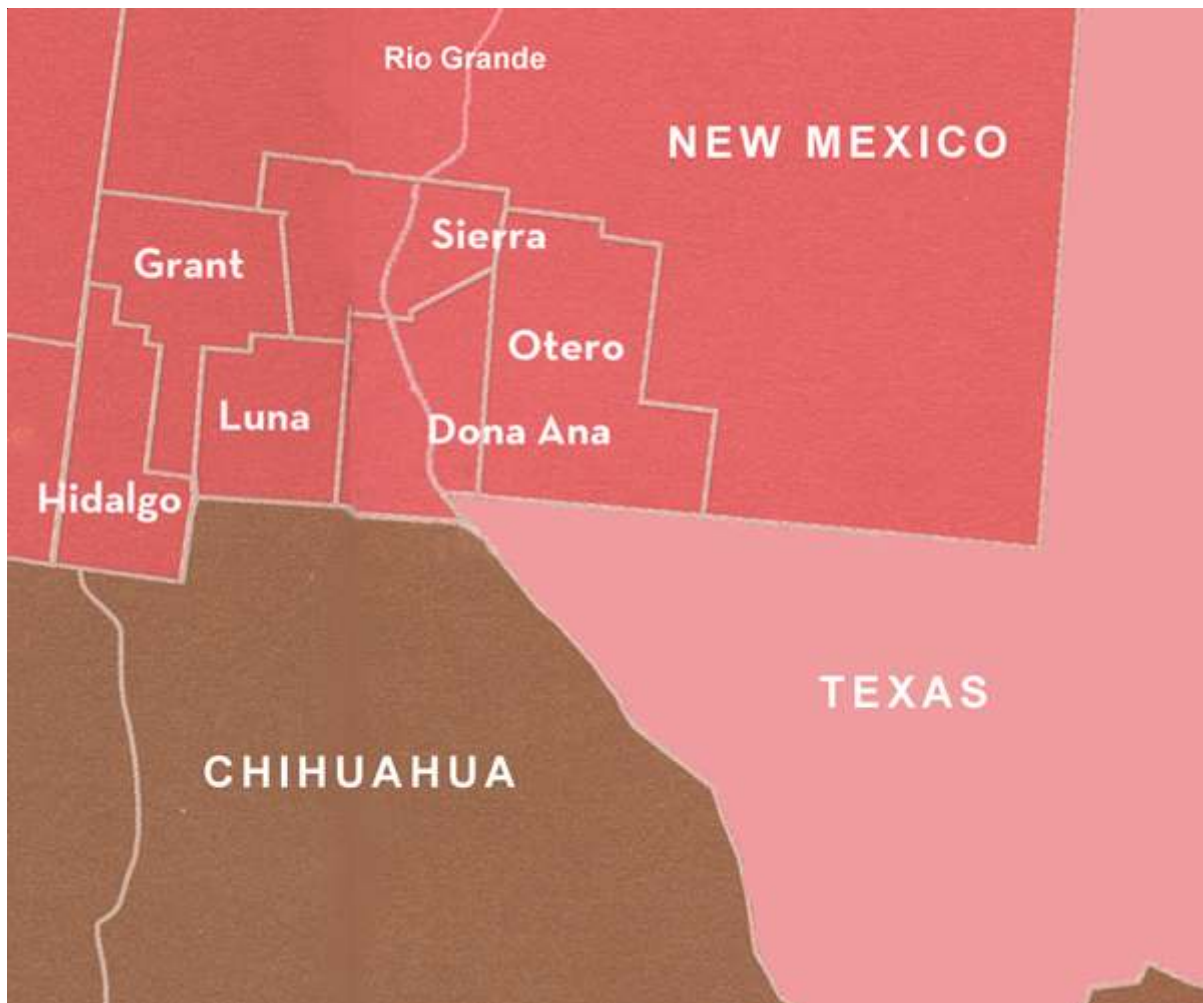 Rio Grande
NEW MEXICO
Sierra
Grant
Otero
Luna
Dona Ana
Hidalgo
TEXAS
CHIHUAHUA